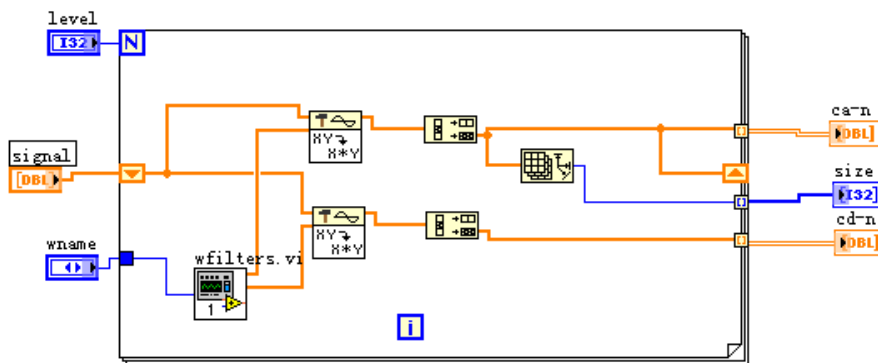 level
I32
N
ca-n
XY
X*Y
DBL]
signal
[DBL
size
I32]
XY
X*Y
cd-n
wname
wfilters.vi
DBL]
1
i